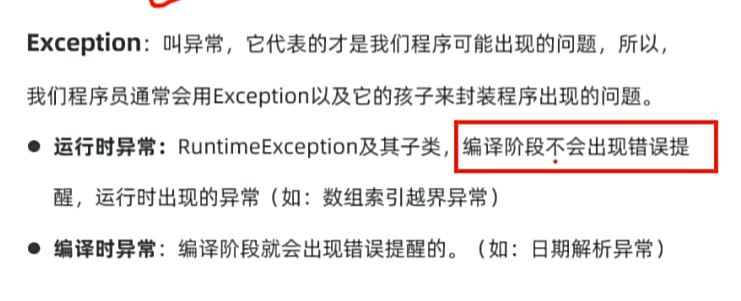 Exception：叫异常，它代表的才是我们程序可能出现的问题，所以，
我们程序员通常会用Exception以及它的孩子来封装程序出现的问题。
● 运行时异常：RuntimeException及其子类，编译阶段不会出现错误提
醒，运行时出现的异常（如：数组索引越界异常）
● 编译时异常：编译阶段就会出现错误提醒的。（如：日期解析异常）